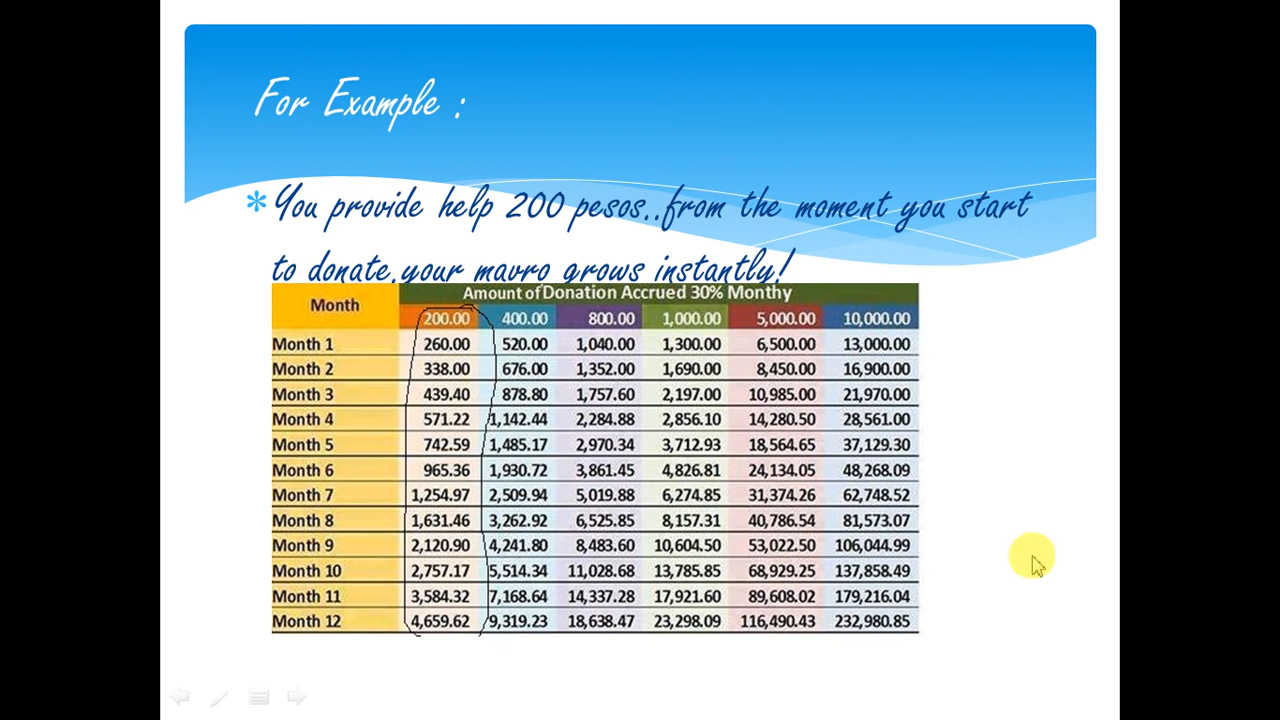 For Example :
* You provide help 200 pesos..from the moment you start
to donate.your mavro grows instantly!
Month Amount of Donation Accrued 30% Monthy
200.00 400.00 800.00 1,000.00 5,000.00 10,000.00
Month 1 260.00 520.00 1,040.00 1,300.00 6,500.00 13,000.00
Month 2 338.00 676.00 1,352.00 1,690.00 8,450.00 16,900.00
Month 3 439.40 878.80 1,757.60 2,197.00 10,985.00 21,970.00
Month 4 571.22 1,142.44 2,284.88 2,856.10 14,280.50 28,561.00
Month 5 742.59 1,485.17 2,970.34 3,712.93 18,564.65 37,129.30
Month 6 965.36 1,930.72 3,861.45 4,826.81 24,134.05 48,268.09
Month 7 1,254.97 2,509.94 5,019.88 6,274.85 31,374.26 62,748.52
Month 8 1,631.46 3,262.92 6,525.85 8,157.31 40,786.54 81,573.07
Month 9 2,120.90 4,241.80 8,483.60 10,604.50 53,022.50 106,044.99
Month 10 2,757.17 5,514.34 11,028.68 13,785.85 68,929.25 137,858.49
Month 11 3,584.32 7,168.64 14,337.28 17,921.60 89,608.02 179,216.04
Month 12 4,659.62 9,319.23 18,638.47 23,298.09 116,490.43 232,980.85